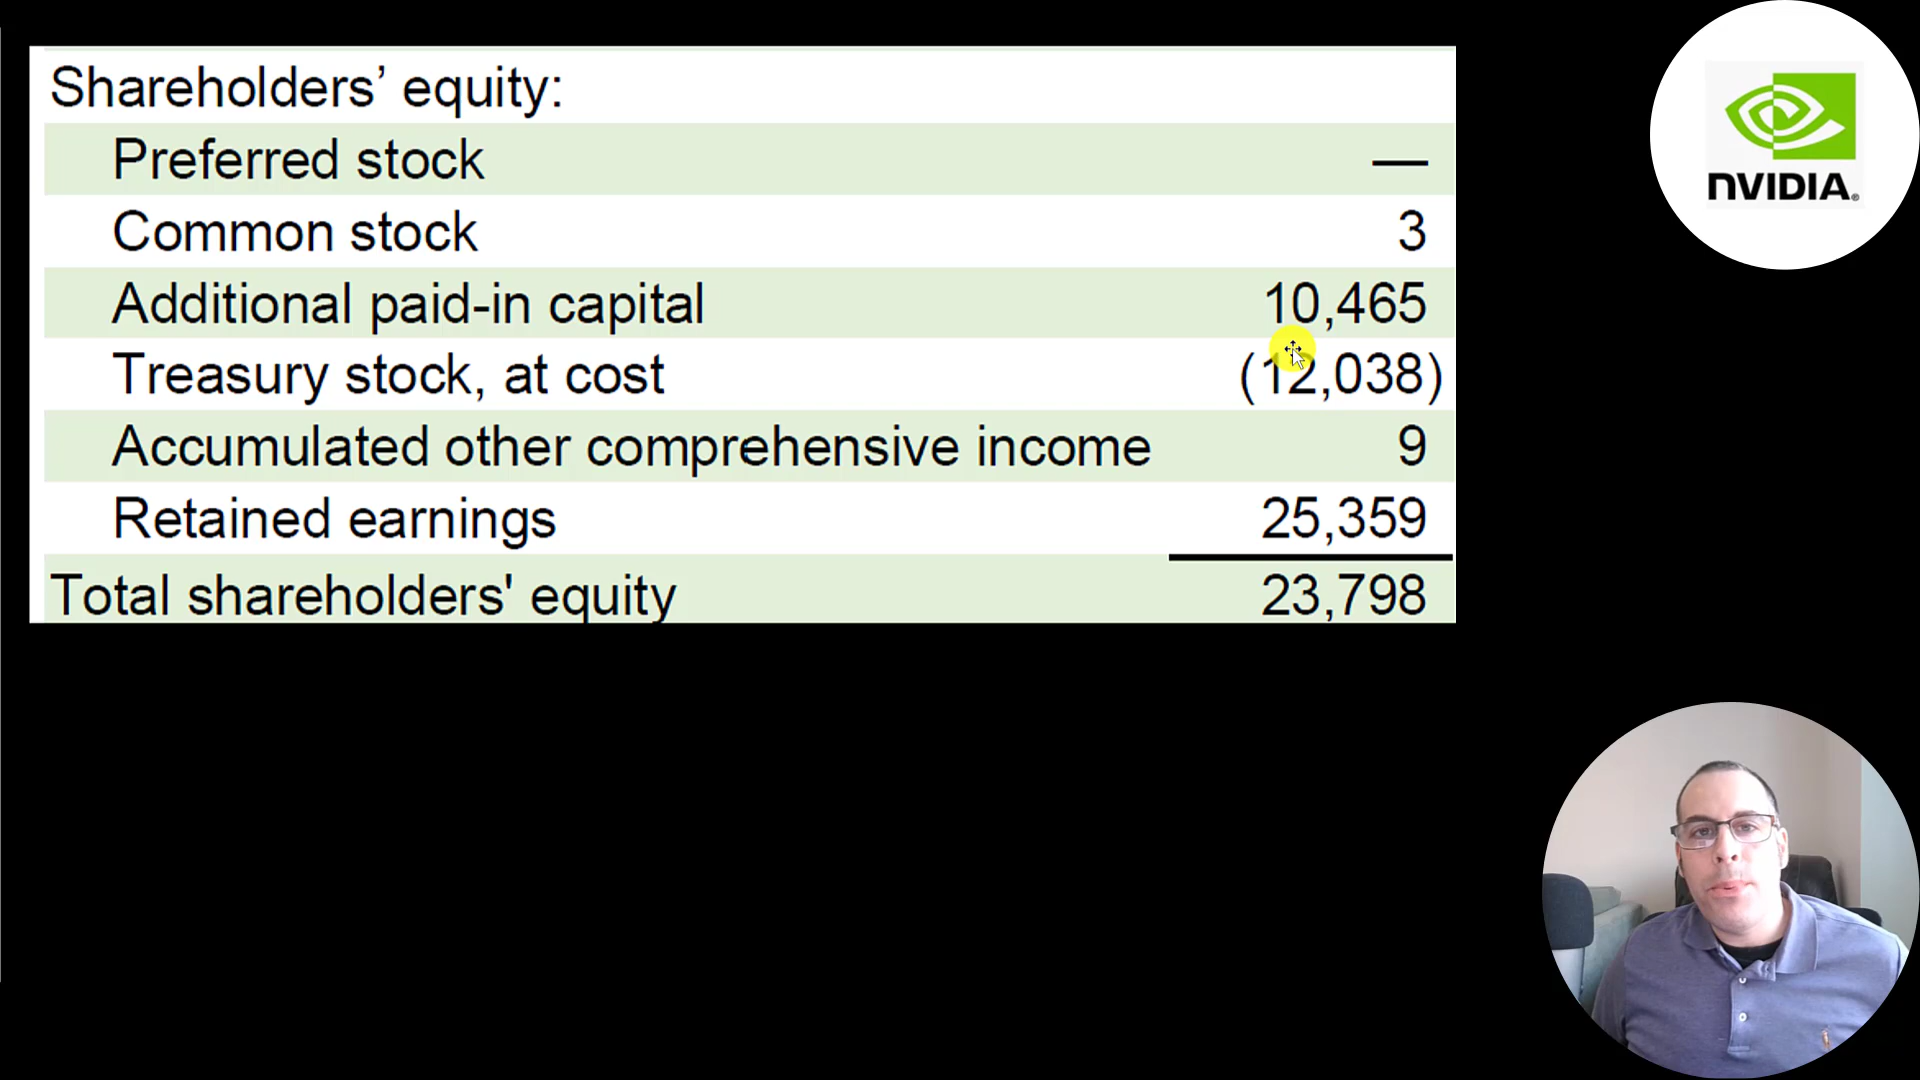 Shareholders’ equity:
Preferred stock —
Common stock 3
Additional paid-in capital 10,465
Treasury stock, at cost (12,038)
Accumulated other comprehensive income 9
Retained earnings 25,359
Total shareholders' equity 23,798
NVIDIA®